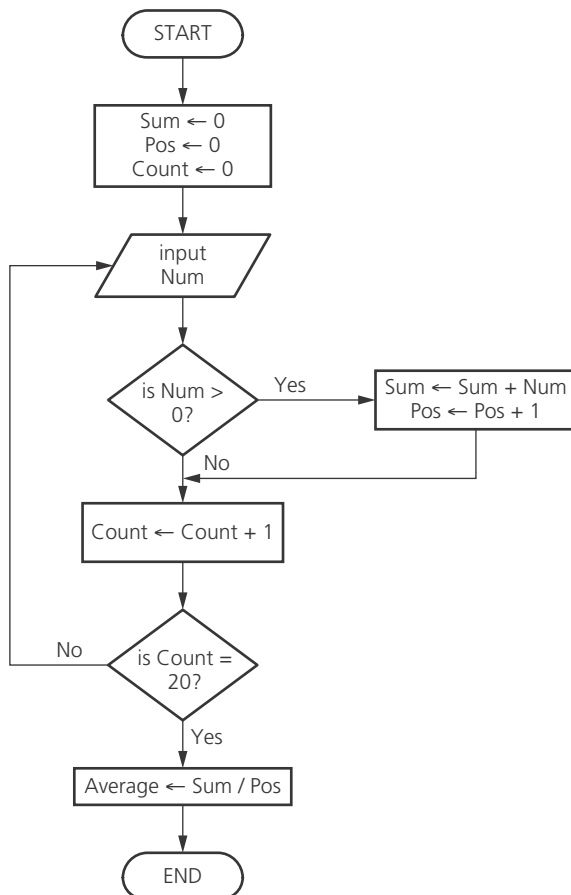 START
Sum ← 0
Pos ← 0
Count ← 0
input
Num
is Num >
0?
Yes
Sum ← Sum + Num
Pos ← Pos + 1
No
Count ← Count + 1
No
is Count =
20?
Yes
Average ← Sum / Pos
END